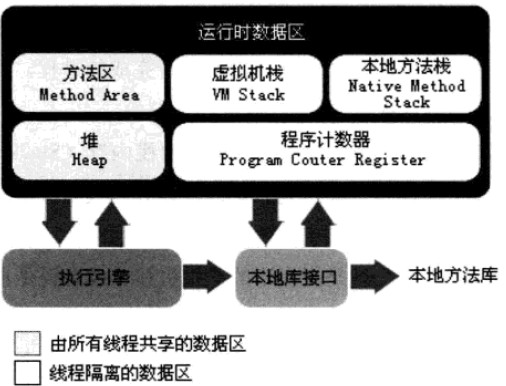 运行时数据区
方法区
Method Area
虚拟机栈
VM Stack
本地方法栈
Native Method
Stack
堆
Heap
程序计数器
Program Couter Register
执行引擎
本地库接口
本地方法库
由所有线程共享的数据区
线程隔离的数据区